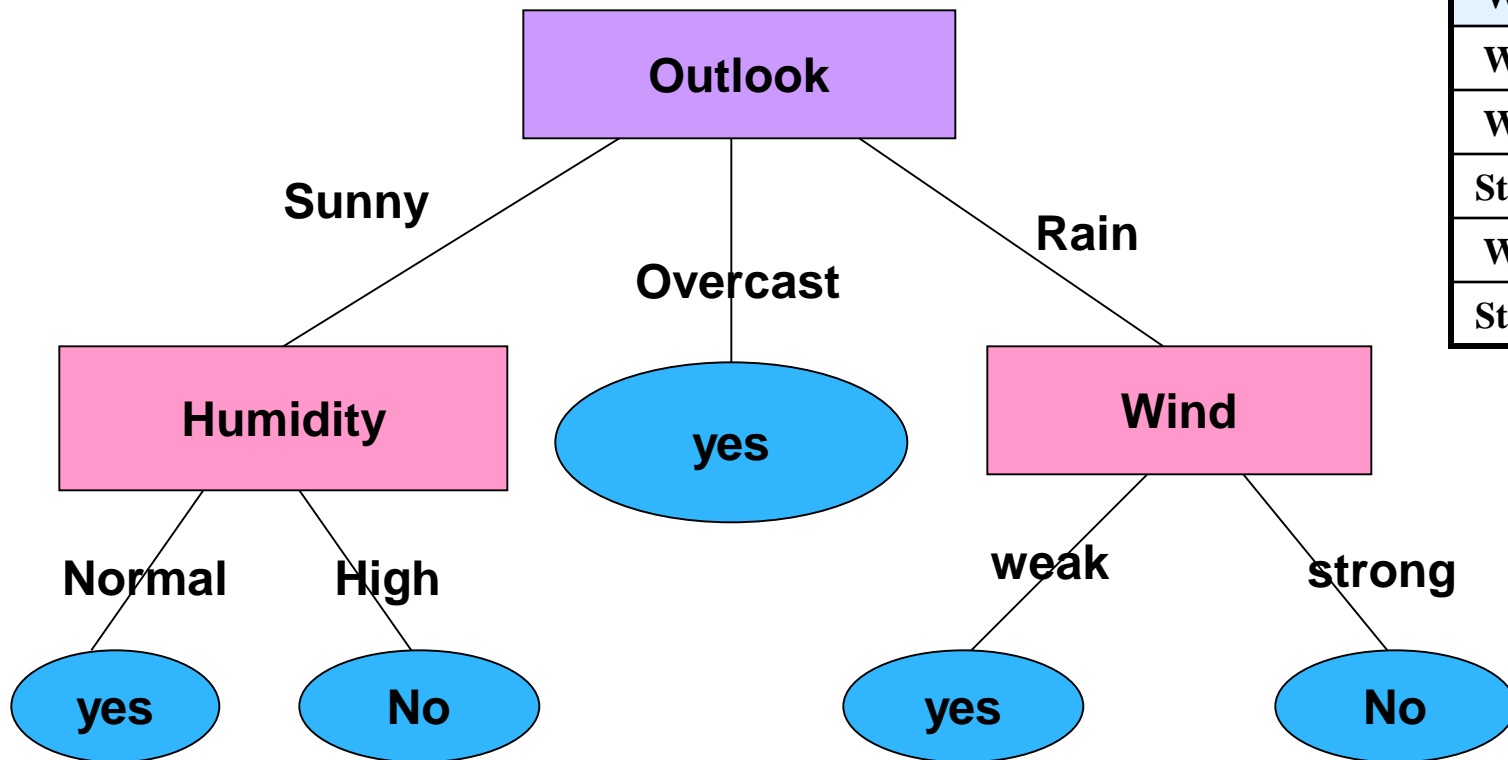 Outlook
Sunny
Overcast
Rain
Humidity
yes
Wind
Normal
High
weak
strong
yes
No
yes
No